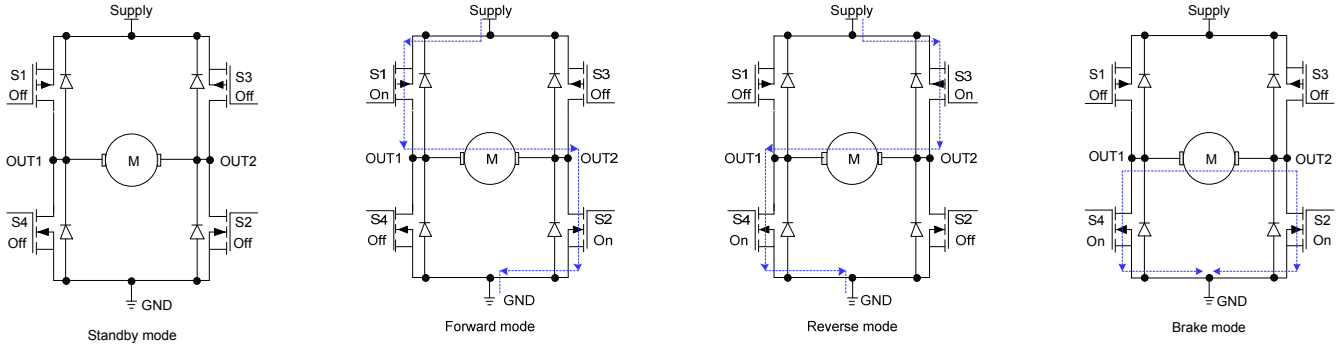 Supply
S1
Off
S3
Off
OUT1
M
OUT2
S4
Off
S2
Off
GND
Standby mode
Supply
S1
On
S3
Off
OUT1
M
OUT2
S4
Off
S2
On
GND
Forward mode
Supply
S1
Off
S3
On
OUT1
M
OUT2
S4
On
S2
Off
GND
Reverse mode
Supply
S1
Off
S3
Off
OUT1
M
OUT2
S4
On
S2
On
GND
Brake mode